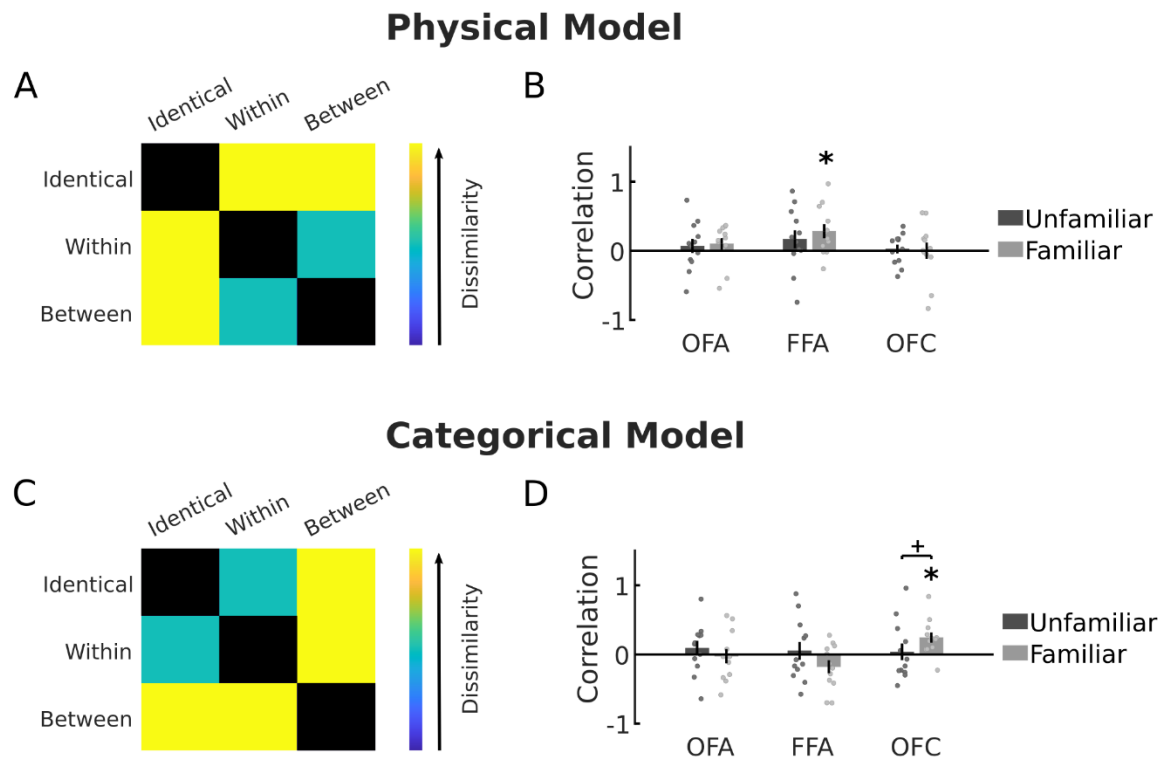 Physical Model
A
Identical
Within
Between
Identical
Within
Between
Dissimilarity
B
*
Correlation
1
0
-1
OFA
FFA
OFC
Unfamiliar
Familiar
Categorical Model
C
Identical
Within
Between
Identical
Within
Between
Dissimilarity
D
+
*
Correlation
1
0
-1
OFA
FFA
OFC
Unfamiliar
Familiar